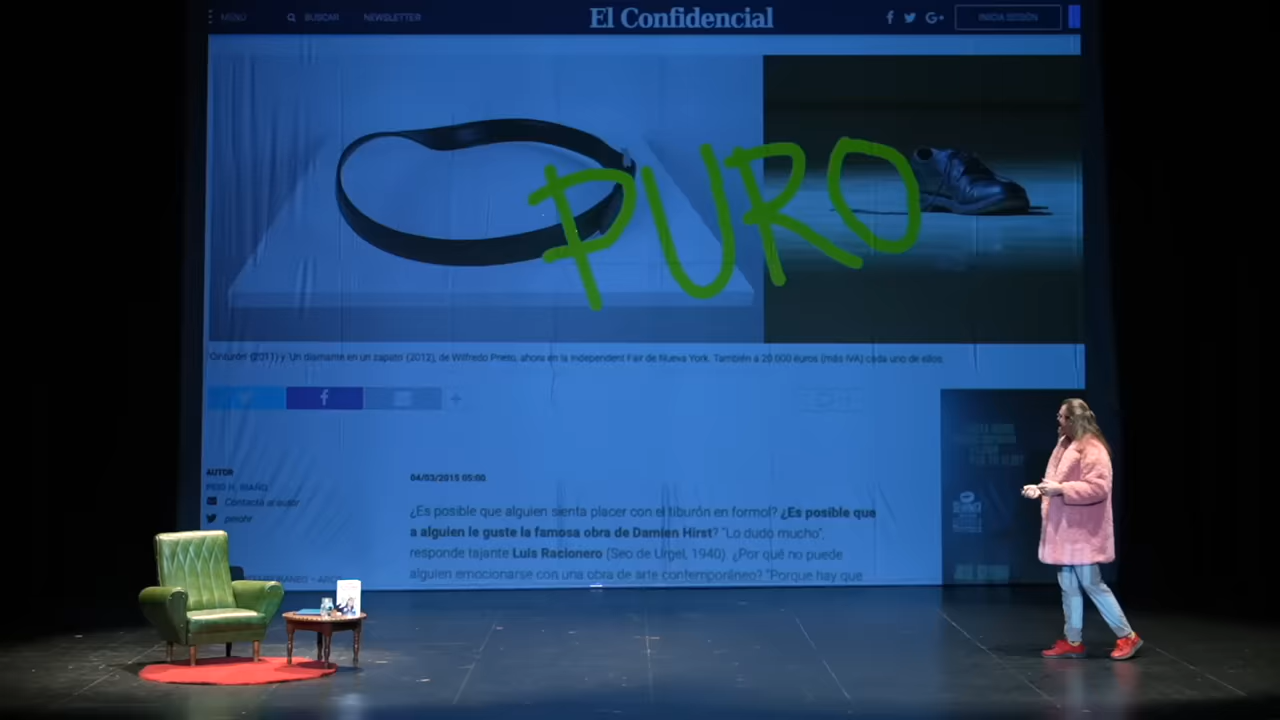 MENÚ BUSCAR NEWSLETTER El Confidencial INICIA SESIÓN
PURO
'Cinturón' (2011) y 'Un diamante en un zapato' (2012), de Wilfredo Prieto, ahora en la Independent Fair de Nueva York. También a 20.000 euros (más IVA) cada uno de ellos.
AUTOR
PEIO H. RIAÑO
Contacta al autor
peiohr
04/03/2015 05:00
¿Es posible que alguien sienta placer con el tiburón en formol? ¿Es posible que
a alguien le guste la famosa obra de Damien Hirst? "Lo dudo mucho",
responde tajante Luis Racionero (Seo de Urgel, 1940). ¿Por qué no puede
alguien emocionarse con una obra de arte contemporáneo? "Porque hay que